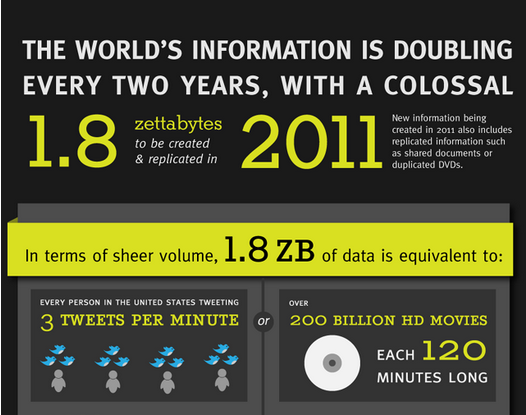 THE WORLD'S INFORMATION IS DOUBLING
EVERY TWO YEARS, WITH A COLOSSAL
1.8 zettabytes
to be created
& replicated in
2011
New information being
created in 2011 also includes
replicated information such
as shared documents or
duplicated DVDs.
In terms of sheer volume, 1.8 ZB of data is equivalent to:
EVERY PERSON IN THE UNITED STATES TWEETING
3 TWEETS PER MINUTE
or
OVER
200 BILLION HD MOVIES
EACH 120
MINUTES LONG